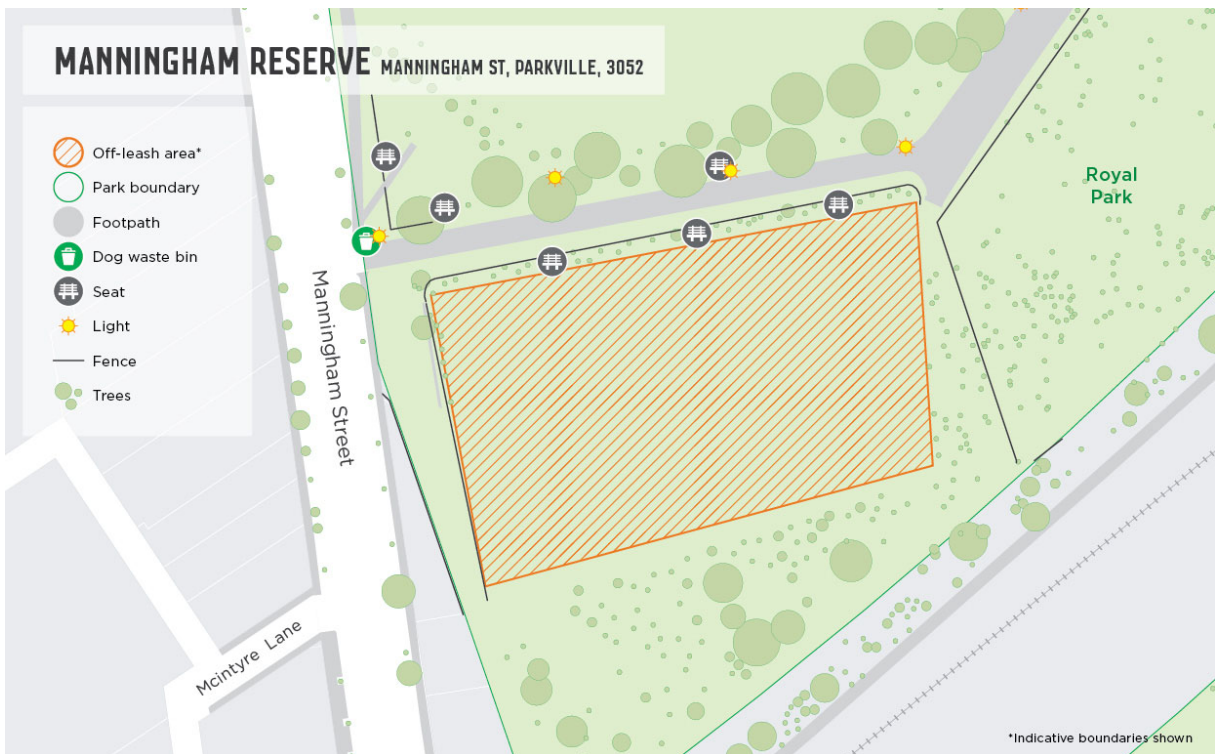 MANNINGHAM RESERVE MANNINGHAM ST, PARKVILLE, 3052
Off-leash area*
Park boundary
Footpath
Dog waste bin
Seat
Light
Fence
Trees
Manningham Street
McIntyre Lane
Royal
Park
*Indicative boundaries shown